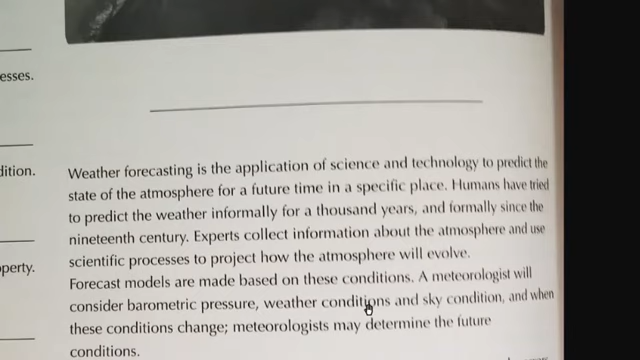 esses.
dition.
operty.
Weather forecasting is the application of science and technology to predict the
state of the atmosphere for a future time in a specific place. Humans have tried
to predict the weather informally for a thousand years, and formally since the
nineteenth century. Experts collect information about the atmosphere and use
scientific processes to project how the atmosphere will evolve.
Forecast models are made based on these conditions. A meteorologist will
consider barometric pressure, weather conditions and sky condition, and when
these conditions change; meteorologists may determine the future
conditions.